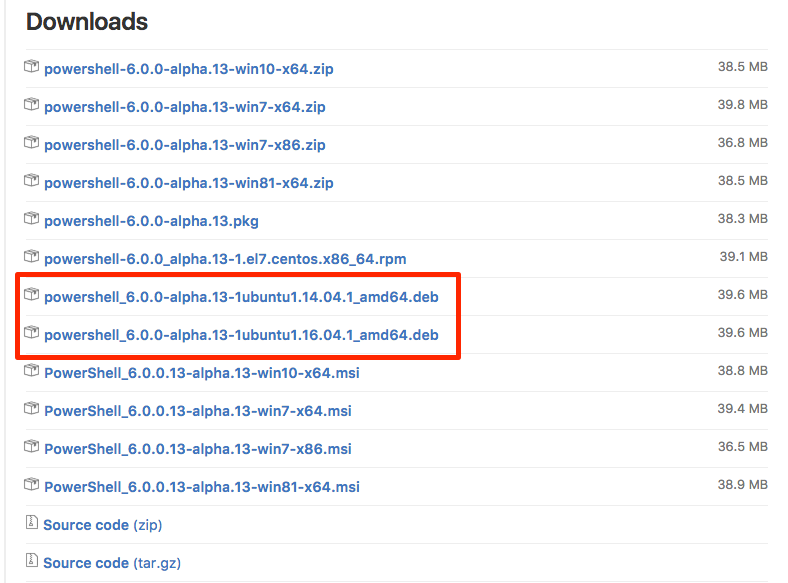 Downloads
powershell-6.0.0-alpha.13-win10-x64.zip 38.5 MB
powershell-6.0.0-alpha.13-win7-x64.zip 39.8 MB
powershell-6.0.0-alpha.13-win7-x86.zip 36.8 MB
powershell-6.0.0-alpha.13-win81-x64.zip 38.5 MB
powershell-6.0.0-alpha.13.pkg 38.3 MB
powershell-6.0.0_alpha.13-1.el7.centos.x86_64.rpm 39.1 MB
powershell_6.0.0-alpha.13-1ubuntu1.14.04.1_amd64.deb 39.6 MB
powershell_6.0.0-alpha.13-1ubuntu1.16.04.1_amd64.deb 39.6 MB
PowerShell_6.0.0.13-alpha.13-win10-x64.msi 38.8 MB
PowerShell_6.0.0.13-alpha.13-win7-x64.msi 39.4 MB
PowerShell_6.0.0.13-alpha.13-win7-x86.msi 36.5 MB
PowerShell_6.0.0.13-alpha.13-win81-x64.msi 38.9 MB
Source code (zip)
Source code (tar.gz)